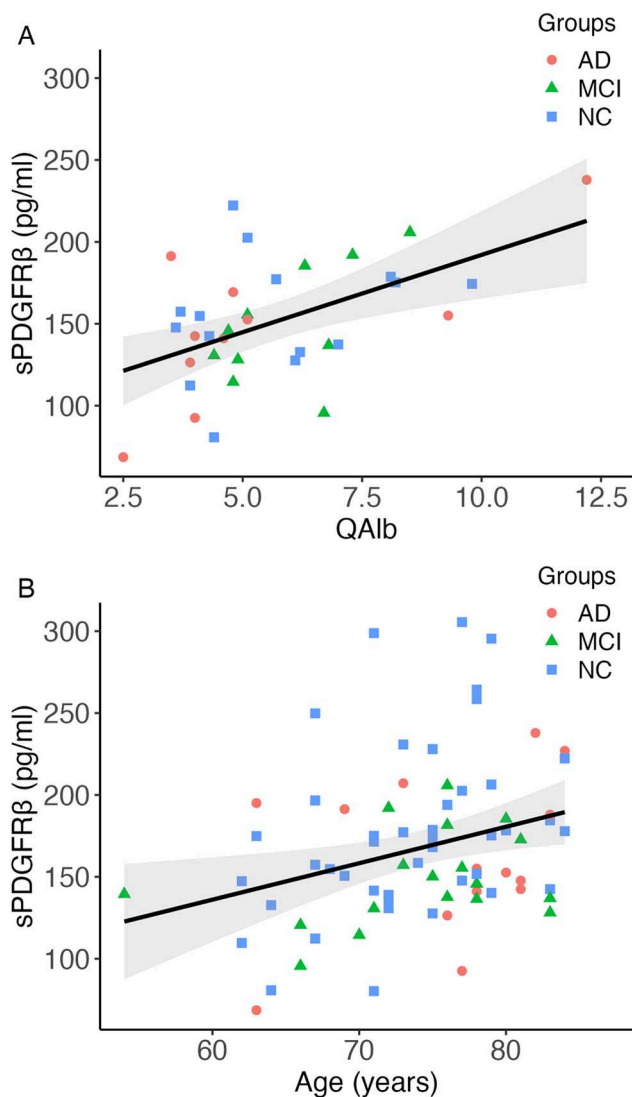 A
Groups
AD
MCI
NC
sPDGFRβ (pg/ml)
300
250
200
150
100
2.5 5.0 7.5 10.0 12.5
QAlb
B
Groups
AD
MCI
NC
sPDGFRβ (pg/ml)
300
250
200
150
100
60 70 80
Age (years)